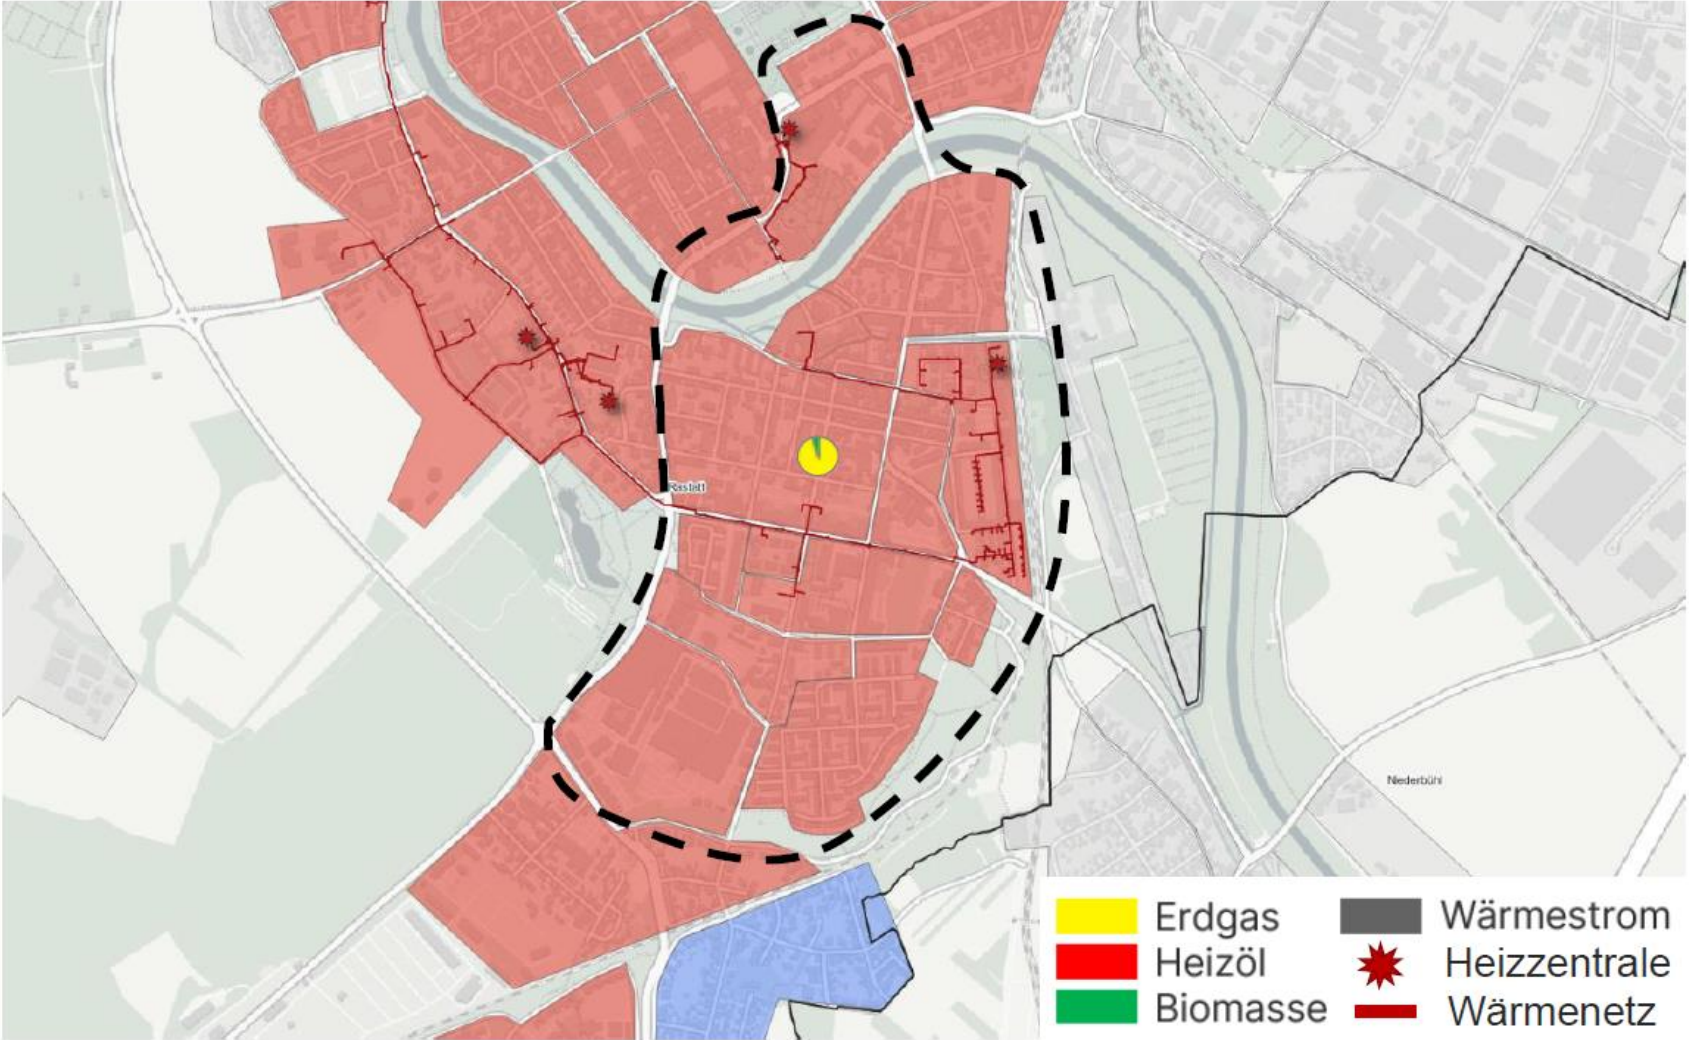 Rastatt
Niederbühl
Erdgas
Heizöl
Biomasse
Wärmestrom
Heizzentrale
Wärmenetz